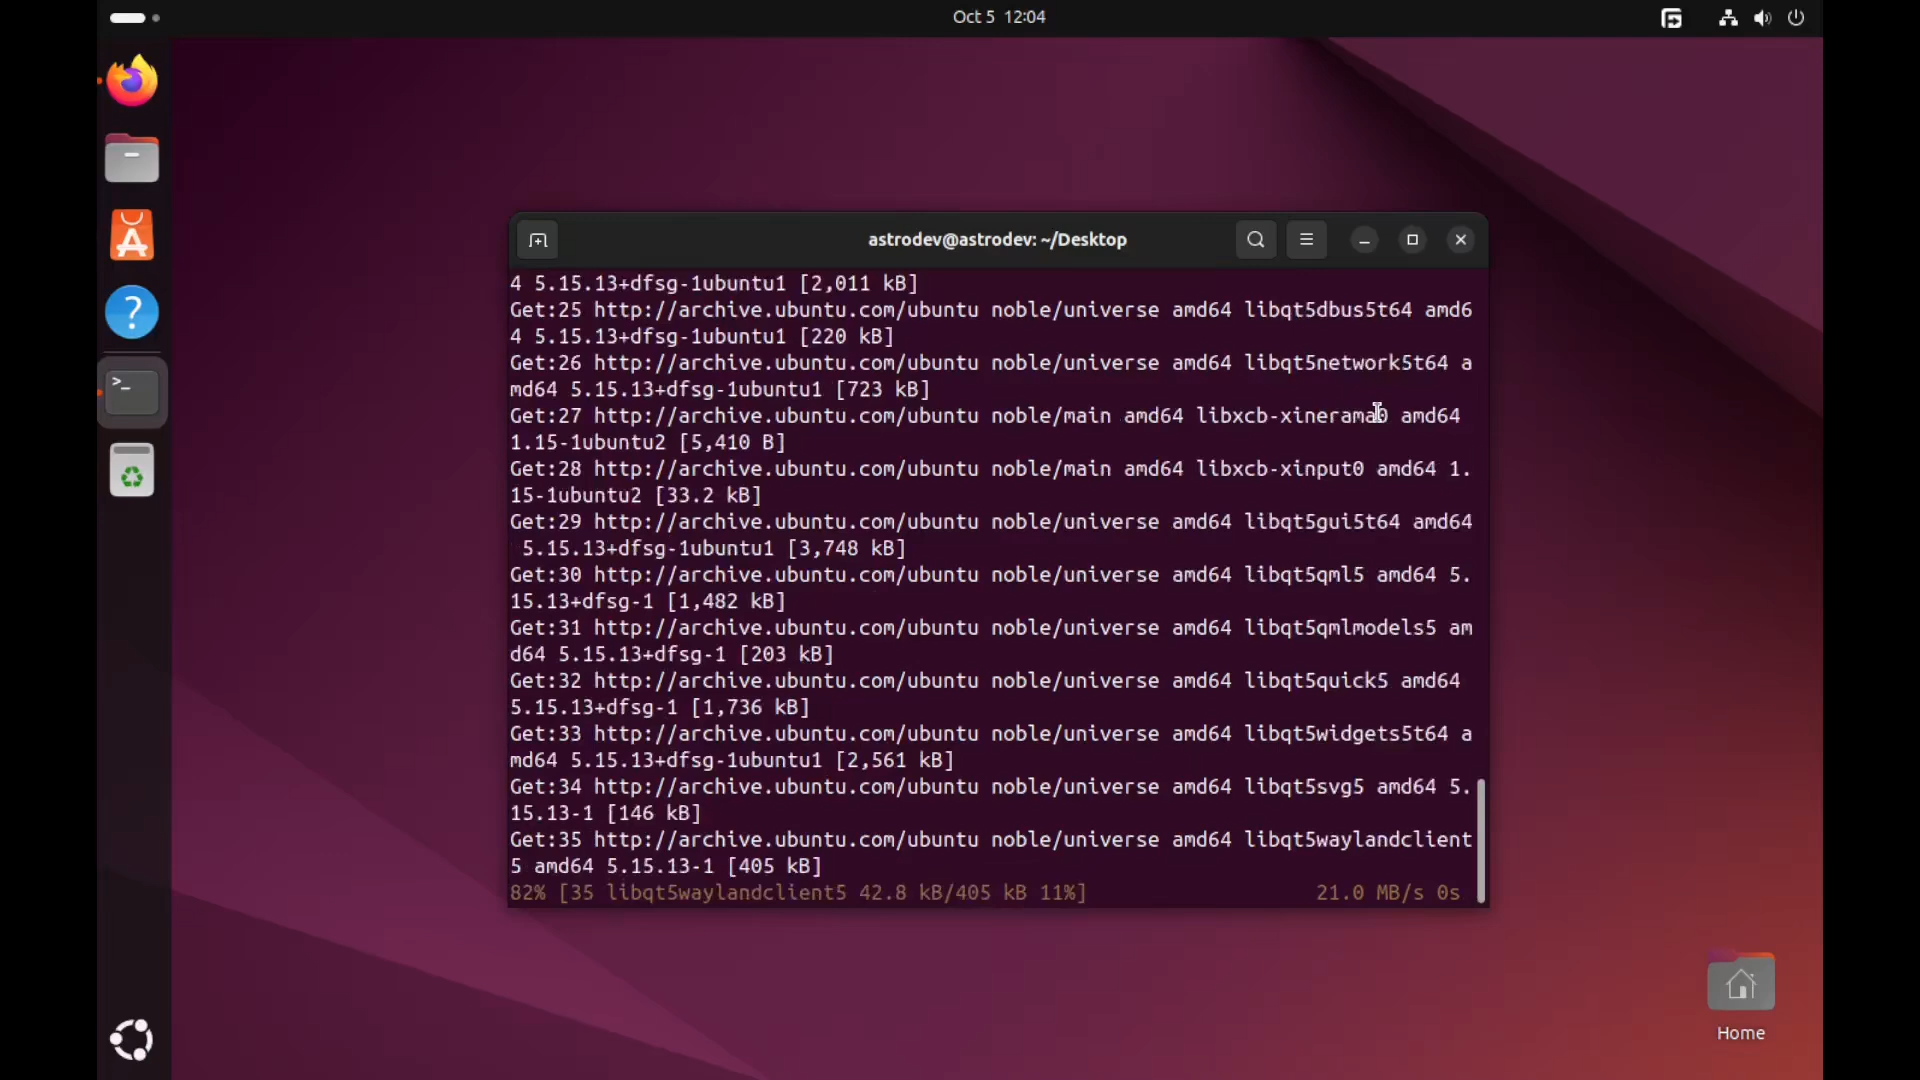 Oct 5 12:04
astrodev@astrodev: ~/Desktop
4 5.15.13+dfsg-1ubuntu1 [2,011 kB]
Get:25 http://archive.ubuntu.com/ubuntu noble/universe amd64 libqt5dbus5t64 amd6
4 5.15.13+dfsg-1ubuntu1 [220 kB]
Get:26 http://archive.ubuntu.com/ubuntu noble/universe amd64 libqt5network5t64 a
md64 5.15.13+dfsg-1ubuntu1 [723 kB]
Get:27 http://archive.ubuntu.com/ubuntu noble/main amd64 libxcb-xinerama0 amd64
1.15-1ubuntu2 [5,410 B]
Get:28 http://archive.ubuntu.com/ubuntu noble/main amd64 libxcb-xinput0 amd64 1.
15-1ubuntu2 [33.2 kB]
Get:29 http://archive.ubuntu.com/ubuntu noble/universe amd64 libqt5gui5t64 amd64
5.15.13+dfsg-1ubuntu1 [3,748 kB]
Get:30 http://archive.ubuntu.com/ubuntu noble/universe amd64 libqt5qml5 amd64 5.
15.13+dfsg-1 [1,482 kB]
Get:31 http://archive.ubuntu.com/ubuntu noble/universe amd64 libqt5qmlmodels5 am
d64 5.15.13+dfsg-1 [203 kB]
Get:32 http://archive.ubuntu.com/ubuntu noble/universe amd64 libqt5quick5 amd64
5.15.13+dfsg-1 [1,736 kB]
Get:33 http://archive.ubuntu.com/ubuntu noble/universe amd64 libqt5widgets5t64 a
md64 5.15.13+dfsg-1ubuntu1 [2,561 kB]
Get:34 http://archive.ubuntu.com/ubuntu noble/universe amd64 libqt5svg5 amd64 5.
15.13-1 [146 kB]
Get:35 http://archive.ubuntu.com/ubuntu noble/universe amd64 libqt5waylandclient
5 amd64 5.15.13-1 [405 kB]
82% [35 libqt5waylandclient5 42.8 kB/405 kB 11%] 21.0 MB/s 0s
Home